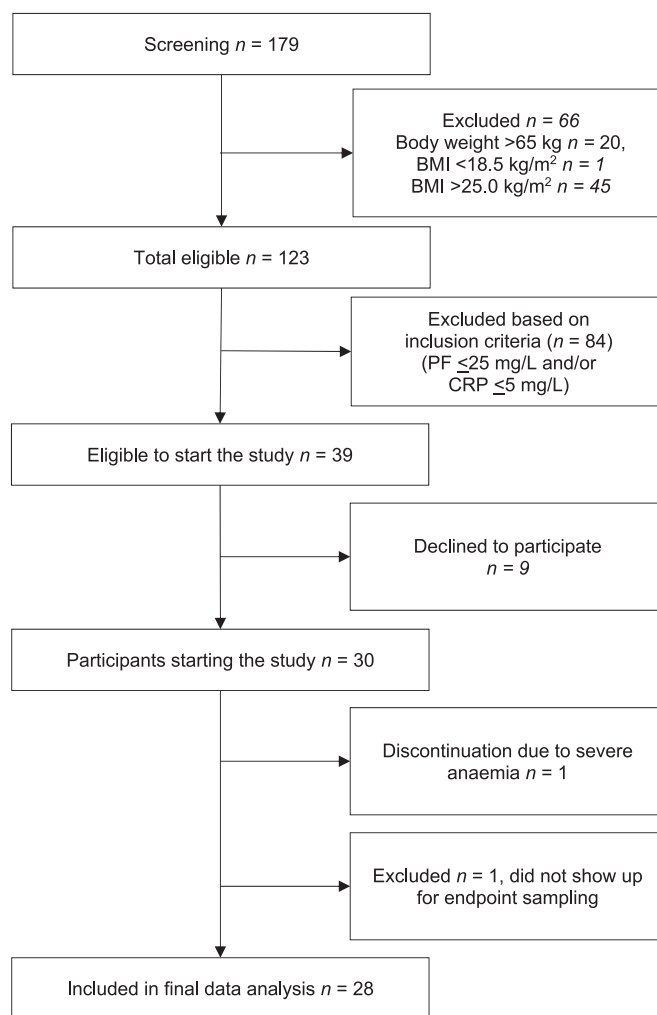 Screening n = 179
Excluded n = 66
Body weight >65 kg n = 20,
BMI <18.5 kg/m² n = 1
BMI >25.0 kg/m² n = 45
Total eligible n = 123
Excluded based on
inclusion criteria (n = 84)
(PF ≤25 mg/L and/or
CRP ≤5 mg/L)
Eligible to start the study n = 39
Declined to participate
n = 9
Participants starting the study n = 30
Discontinuation due to severe
anaemia n = 1
Excluded n = 1, did not show up
for endpoint sampling
Included in final data analysis n = 28